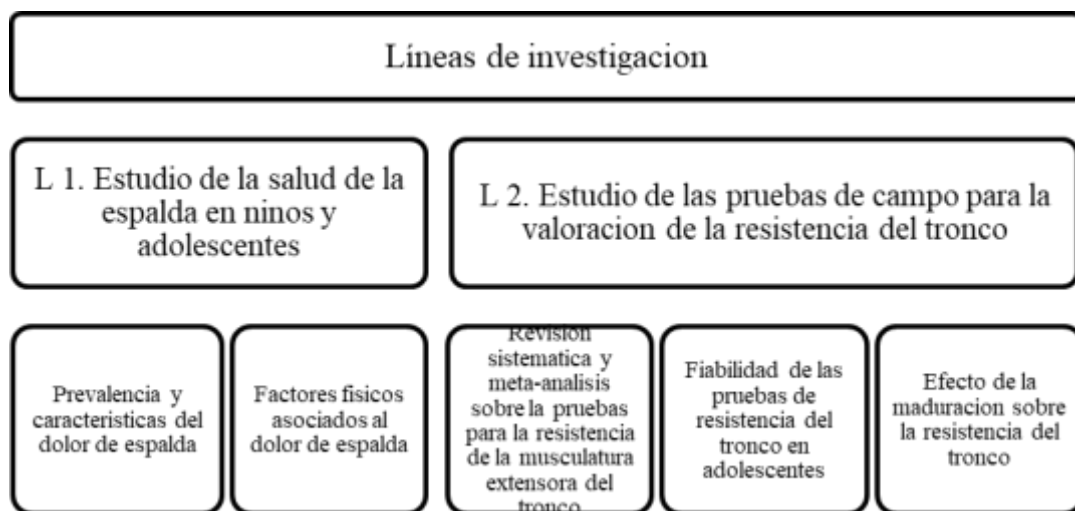 Líneas de investigacion
L 1. Estudio de la salud de la
espalda en ninos y
adolescentes
L 2. Estudio de las pruebas de campo para la
valoracion de la resistencia del tronco
Prevalencia y
caracteristicas del
dolor de espalda
Factores fisicos
asociados al
dolor de espalda
Revision
sistematica y
meta-analisis
sobre la pruebas
para la resistencia
de la musculatura
extensora del
tronco
Fiabilidad de las
pruebas de
resistencia del
tronco en
adolescentes
Efecto de la
maduracion sobre
la resistencia del
tronco